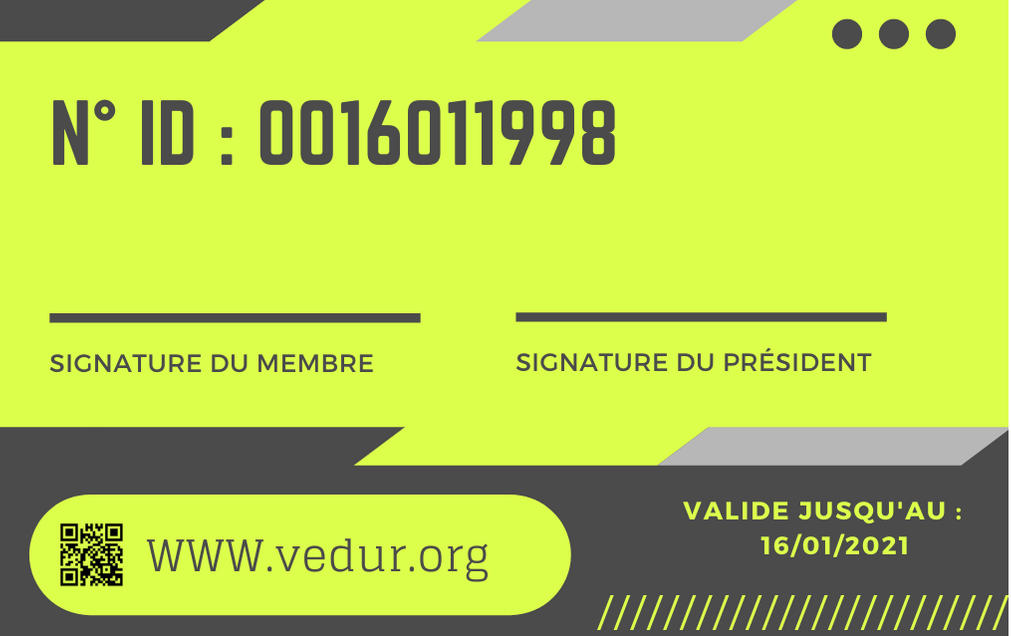 N° ID : 0016011998
SIGNATURE DU MEMBRE
SIGNATURE DU PRÉSIDENT
WWW.vedur.org
VALIDE JUSQU'AU :
16/01/2021